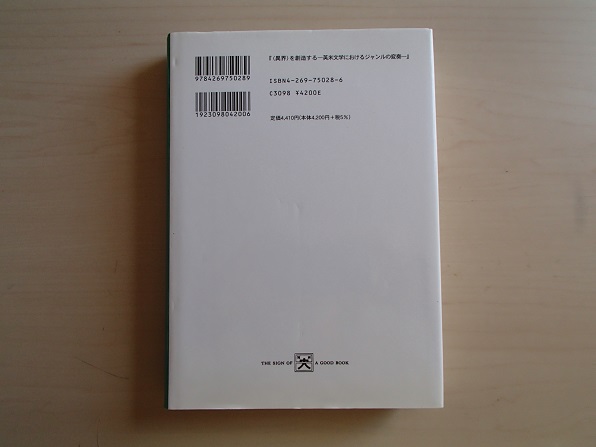 『〈異界〉を創造する―英米文学におけるジャンルの変奏―』
9784269750289
ISBN4-269-75028-6
C3098 ¥4200E
1923098042006
定価4,410円(本体4,200円+税5%)
THE SIGN OF A GOOD BOOK